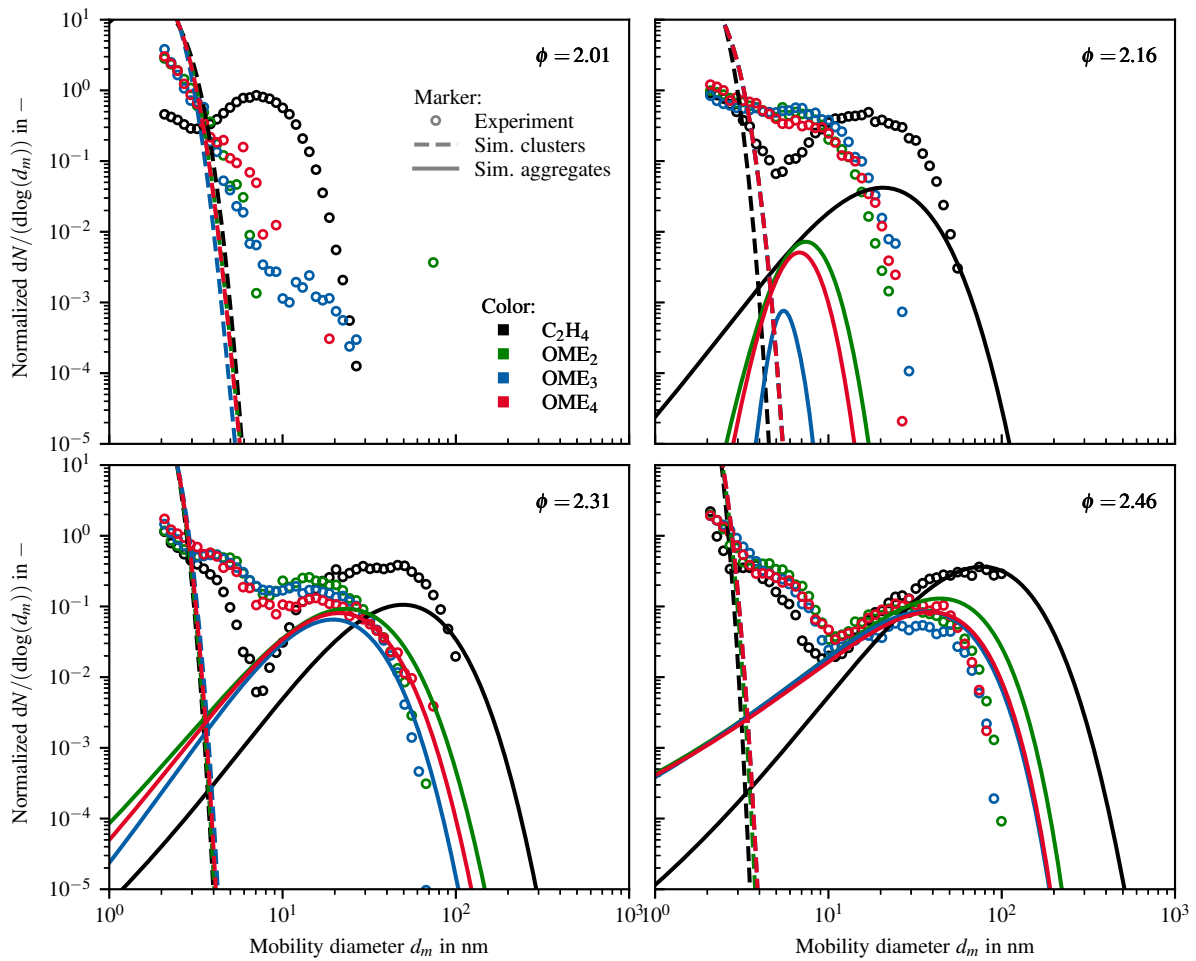 10^1
10^0
10^-1
10^-2
10^-3
10^-4
10^-5
Normalized dN/(dlog(d_m)) in −
ϕ = 2.01
Marker:
Experiment
Sim. clusters
Sim. aggregates
Color:
C₂H₄
OME₂
OME₃
OME₄
ϕ = 2.16
10^1
10^0
10^-1
10^-2
10^-3
10^-4
10^-5
Normalized dN/(dlog(d_m)) in −
ϕ = 2.31
10^0
10^1
10^2
10^3
Mobility diameter d_m in nm
ϕ = 2.46
10^0
10^1
10^2
10^3
Mobility diameter d_m in nm